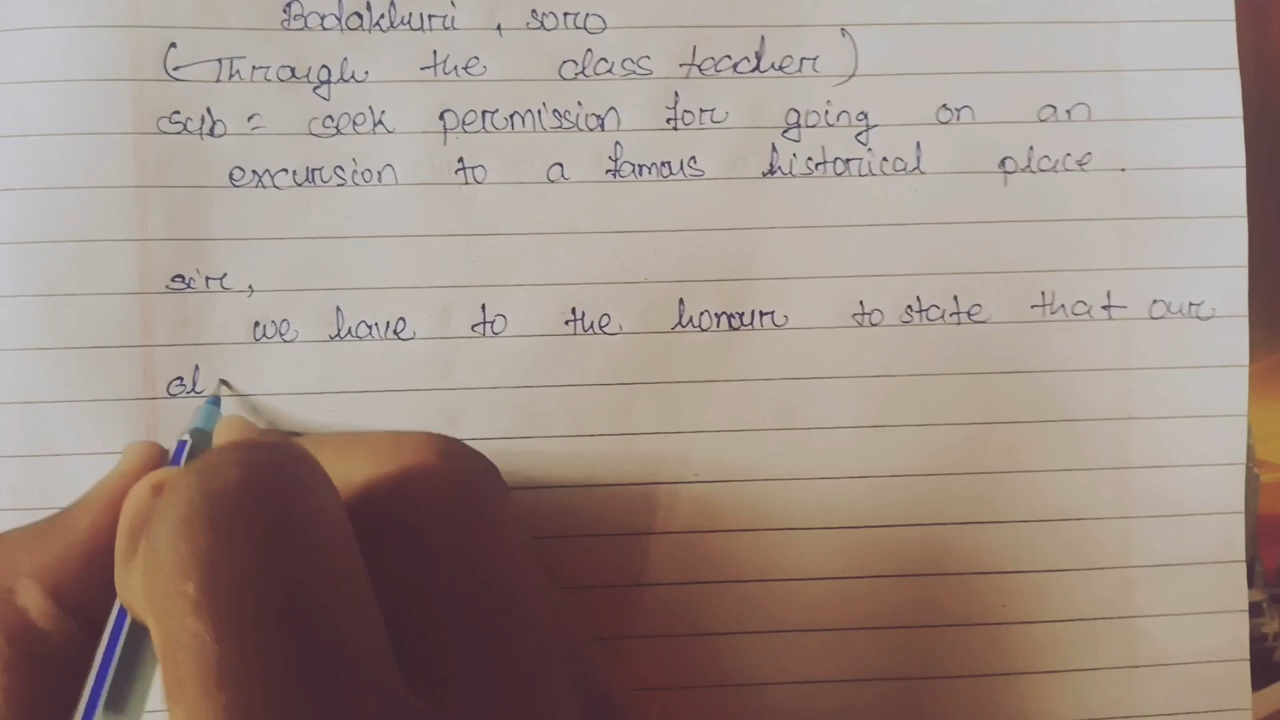 Badakhuri, soro
(Through the class teacher)
sub = seek permission for going on an
excursion to a famous historical place.
sir,
we have to the honour to state that our
cl